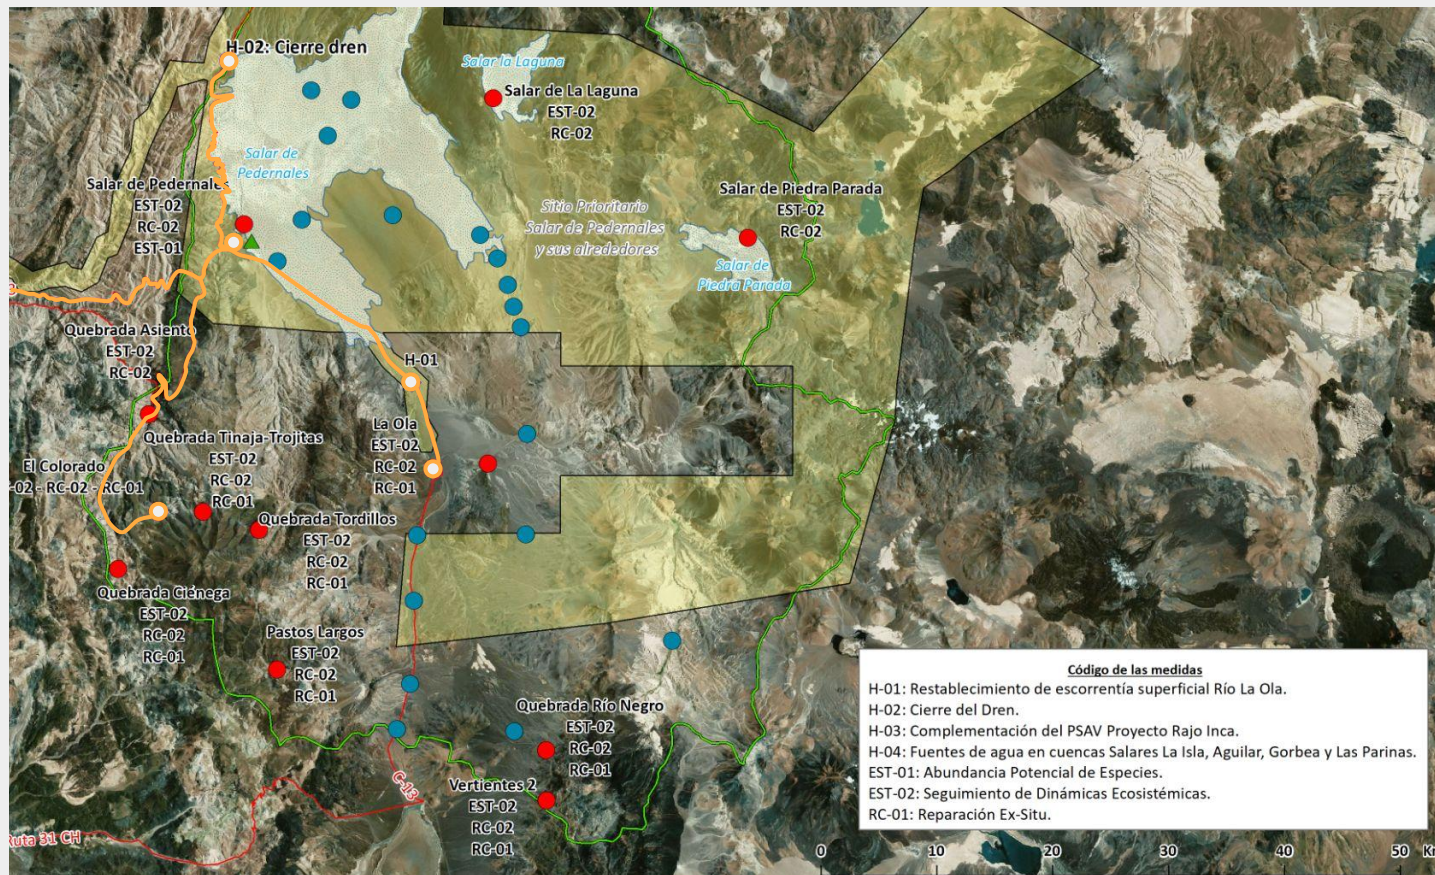 H-02: Cierre dren
Salar la Laguna
Salar de La Laguna
EST-02
RC-02
Salar de
Pedernales
Salar de Pedernales
EST-02
RC-02
EST-01
Salar de Piedra Parada
EST-02
RC-02
Sitio Prioritario
Salar de Pedernales
y sus alrededores
Salar de
Piedra Parada
Quebrada Asiento
EST-02
RC-02
H-01
La Ola
EST-02
RC-02
RC-01
Quebrada Tinaja-Trojitas
EST-02
RC-02
RC-01
El Colorado
-02 - RC-02 - RC-01
Quebrada Tordillos
EST-02
RC-02
RC-01
Quebrada Ciénega
EST-02
RC-02
RC-01
Pastos Largos
EST-02
RC-02
RC-01
Quebrada Río Negro
EST-02
RC-02
RC-01
Vertientes 2
EST-02
RC-02
RC-01
C-13
Ruta 31 CH
Código de las medidas
H-01: Restablecimiento de escorrentía superficial Río La Ola.
H-02: Cierre del Dren.
H-03: Complementación del PSAV Proyecto Rajo Inca.
H-04: Fuentes de agua en cuencas Salares La Isla, Aguilar, Gorbea y Las Parinas.
EST-01: Abundancia Potencial de Especies.
EST-02: Seguimiento de Dinámicas Ecosistémicas.
RC-01: Reparación Ex-Situ.
0 10 20 30 40 50